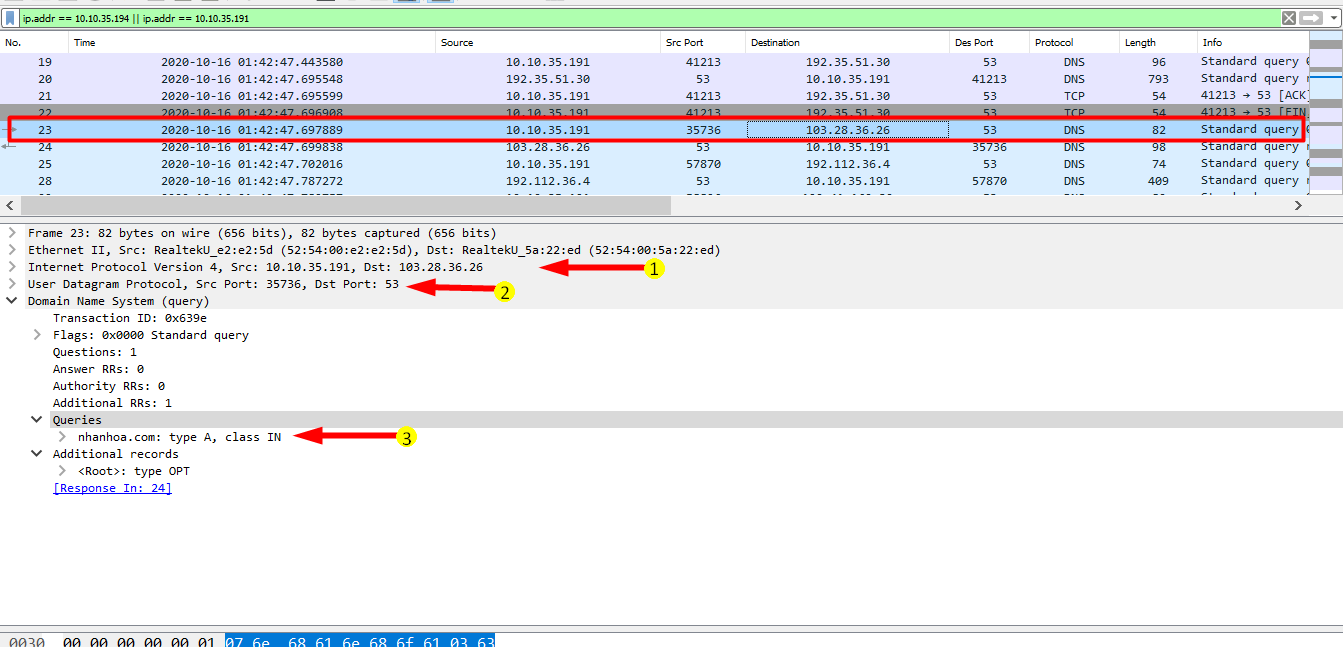 ip.addr == 10.10.35.194 || ip.addr == 10.10.35.191
No. Time Source Src Port Destination Des Port Protocol Length Info
19 2020-10-16 01:42:47.443580 10.10.35.191 41213 192.35.51.30 53 DNS 96 Standard query
20 2020-10-16 01:42:47.695548 192.35.51.30 53 10.10.35.191 41213 DNS 793 Standard query
21 2020-10-16 01:42:47.695599 10.10.35.191 41213 192.35.51.30 53 TCP 54 41213 → 53 [ACK
22 2020-10-16 01:42:47.696908 10.10.35.191 41213 192.35.51.30 53 TCP 54 41213 → 53 [FIN
23 2020-10-16 01:42:47.697889 10.10.35.191 35736 103.28.36.26 53 DNS 82 Standard query
24 2020-10-16 01:42:47.699838 103.28.36.26 53 10.10.35.191 35736 DNS 98 Standard query
25 2020-10-16 01:42:47.702016 10.10.35.191 57870 192.112.36.4 53 DNS 74 Standard query
28 2020-10-16 01:42:47.787272 192.112.36.4 53 10.10.35.191 57870 DNS 409 Standard query
Frame 23: 82 bytes on wire (656 bits), 82 bytes captured (656 bits)
Ethernet II, Src: RealtekU_e2:e2:5d (52:54:00:e2:e2:5d), Dst: RealtekU_5a:22:ed (52:54:00:5a:22:ed)
Internet Protocol Version 4, Src: 10.10.35.191, Dst: 103.28.36.26 1
User Datagram Protocol, Src Port: 35736, Dst Port: 53 2
Domain Name System (query)
Transaction ID: 0x639e
Flags: 0x0000 Standard query
Questions: 1
Answer RRs: 0
Authority RRs: 0
Additional RRs: 1
Queries
nhanhoa.com: type A, class IN 3
Additional records
<Root>: type OPT
[Response In: 24]
0030 00 00 00 00 00 01 07 6e 68 61 6e 68 6f 61 03 63